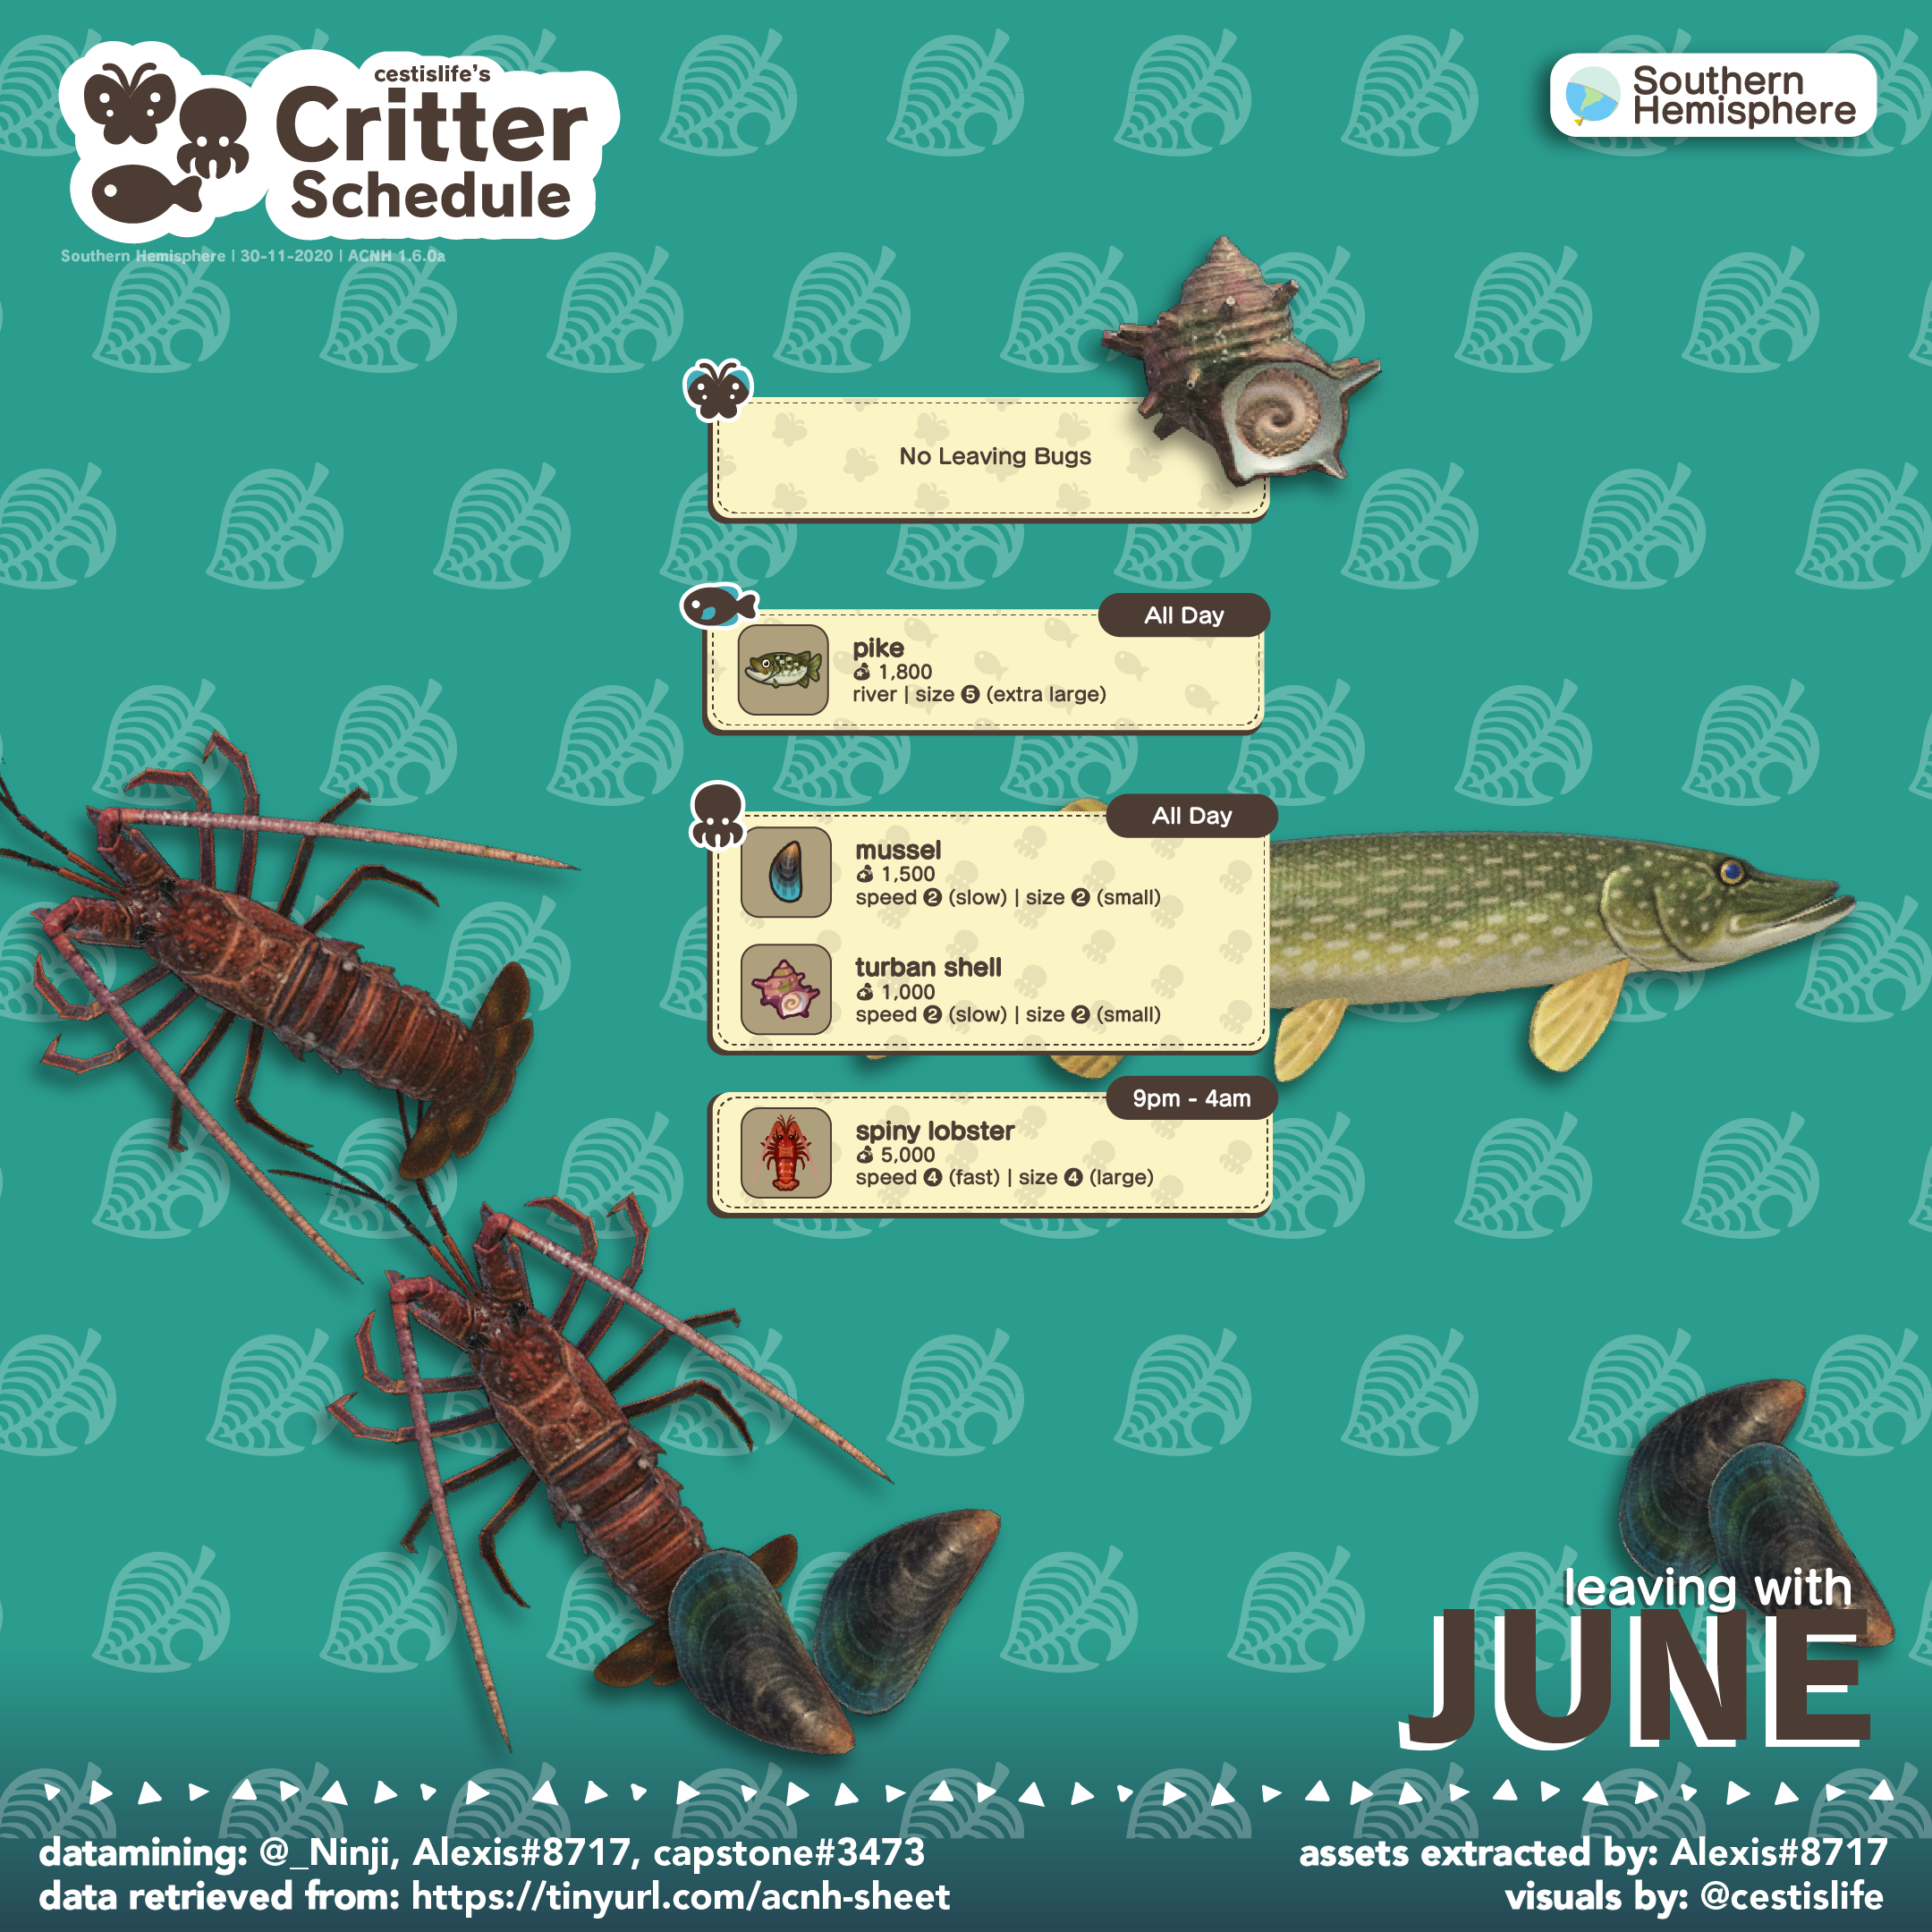 cestislife's
Critter
Schedule
Southern Hemisphere | 30-11-2020 | ACNH 1.6.0a
Southern
Hemisphere
No Leaving Bugs
All Day
pike
1,800
river | size 5 (extra large)
All Day
mussel
1,500
speed 2 (slow) | size 2 (small)
turban shell
1,000
speed 2 (slow) | size 2 (small)
9pm - 4am
spiny lobster
5,000
speed 4 (fast) | size 4 (large)
leaving with
JUNE
datamining: @_Ninji, Alexis#8717, capstone#3473
data retrieved from: https://tinyurl.com/acnh-sheet
assets extracted by: Alexis#8717
visuals by: @cestislife